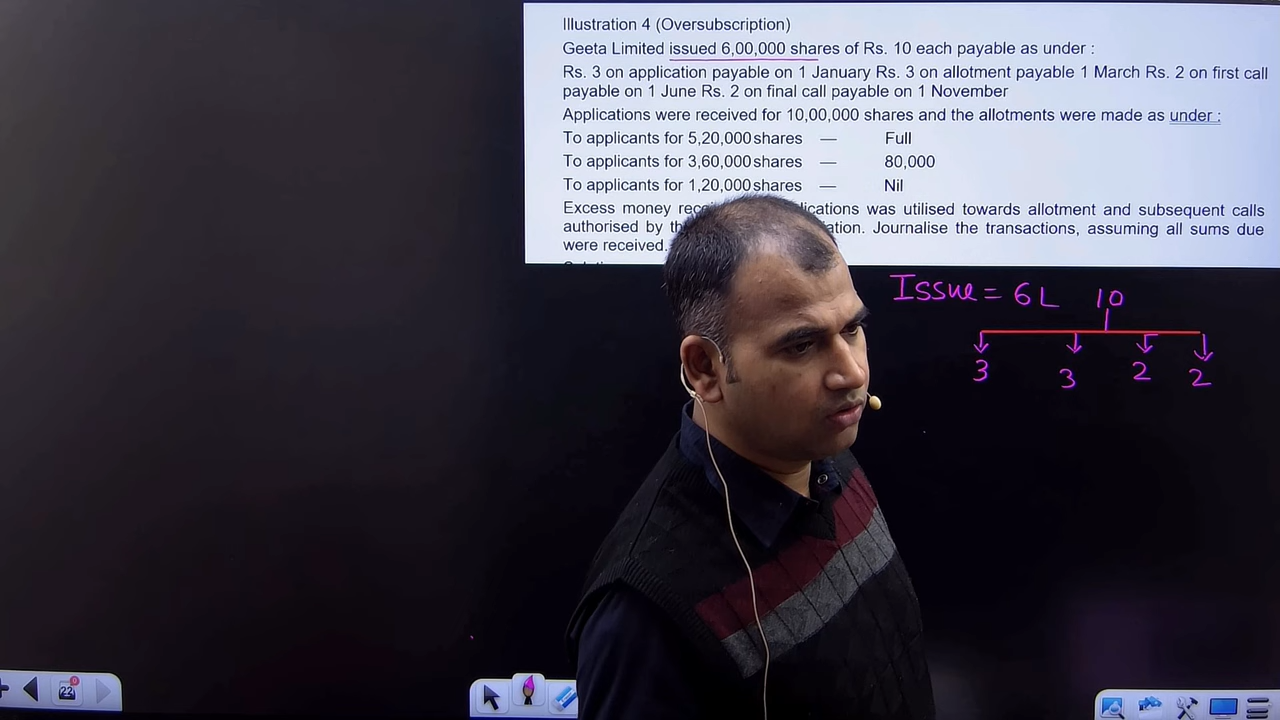 Illustration 4 (Oversubscription)
Geeta Limited issued 6,00,000 shares of Rs. 10 each payable as under :
Rs. 3 on application payable on 1 January Rs. 3 on allotment payable 1 March Rs. 2 on first call
payable on 1 June Rs. 2 on final call payable on 1 November
Applications were received for 10,00,000 shares and the allotments were made as under :
To applicants for 5,20,000 shares — Full
To applicants for 3,60,000 shares — 80,000
To applicants for 1,20,000 shares — Nil
Excess money was utilised towards allotment and subsequent calls
authorised by Journalise the transactions, assuming all sums due
were received.
Issue = 6L 10
3 3 2 2
22